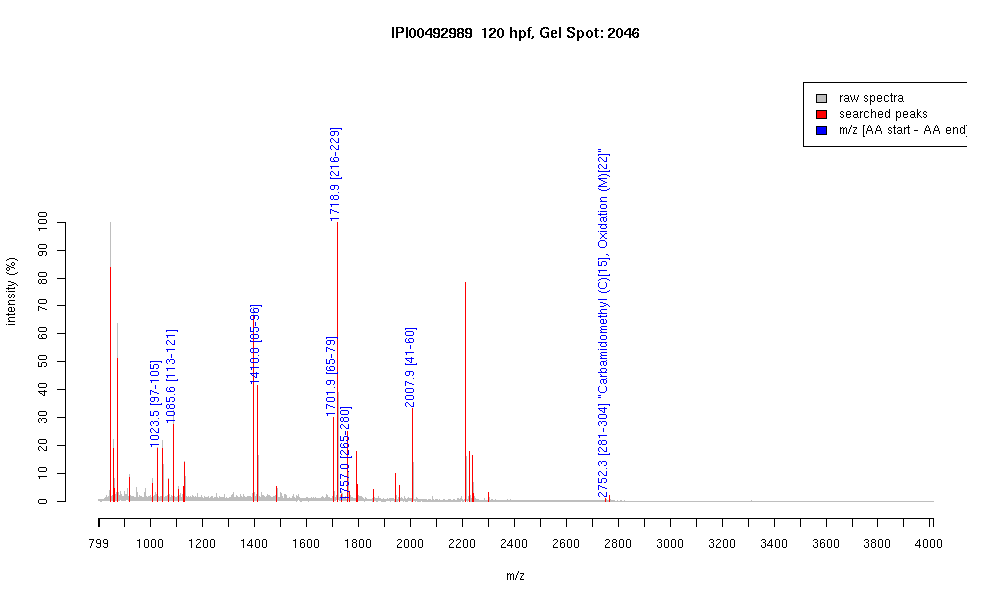 IPI00492989 120 hpf, Gel Spot: 2046
raw spectra
searched peaks
m/z [AA start - AA end]
intensity (%)
0
10
20
30
40
50
60
70
80
90
100
1023.5 [97-105]
1085.6 [113-121]
1410.8 [85-96]
1701.9 [65-79]
1718.9 [216-229]
1757.0 [265-280]
2007.9 [41-60]
2752.3 [281-304] "Carbamidomethyl (C)[15], Oxidation (M)[22]"
799 1000 1200 1400 1600 1800 2000 2200 2400 2600 2800 3000 3200 3400 3600 3800 4000
m/z